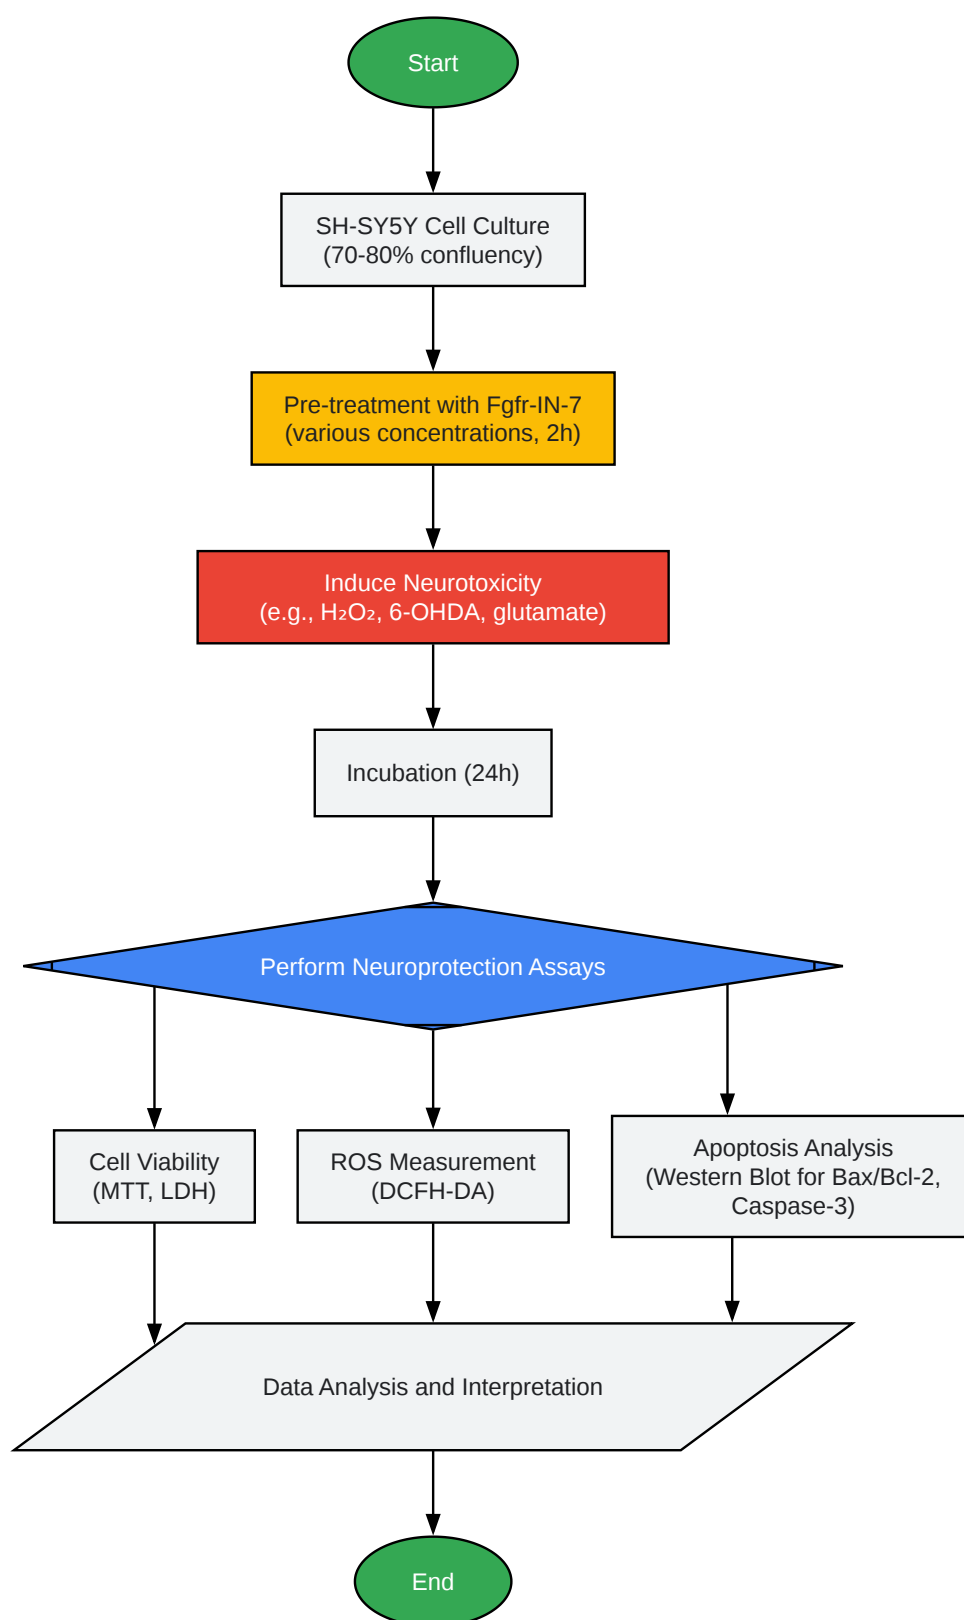 Start
SH-SY5Y Cell Culture
(70-80% confluency)
Pre-treatment with Fgfr-IN-7
(various concentrations, 2h)
Induce Neurotoxicity
(e.g., H₂O₂, 6-OHDA, glutamate)
Incubation (24h)
Perform Neuroprotection Assays
Cell Viability
(MTT, LDH)
ROS Measurement
(DCFH-DA)
Apoptosis Analysis
(Western Blot for Bax/Bcl-2,
Caspase-3)
Data Analysis and Interpretation
End